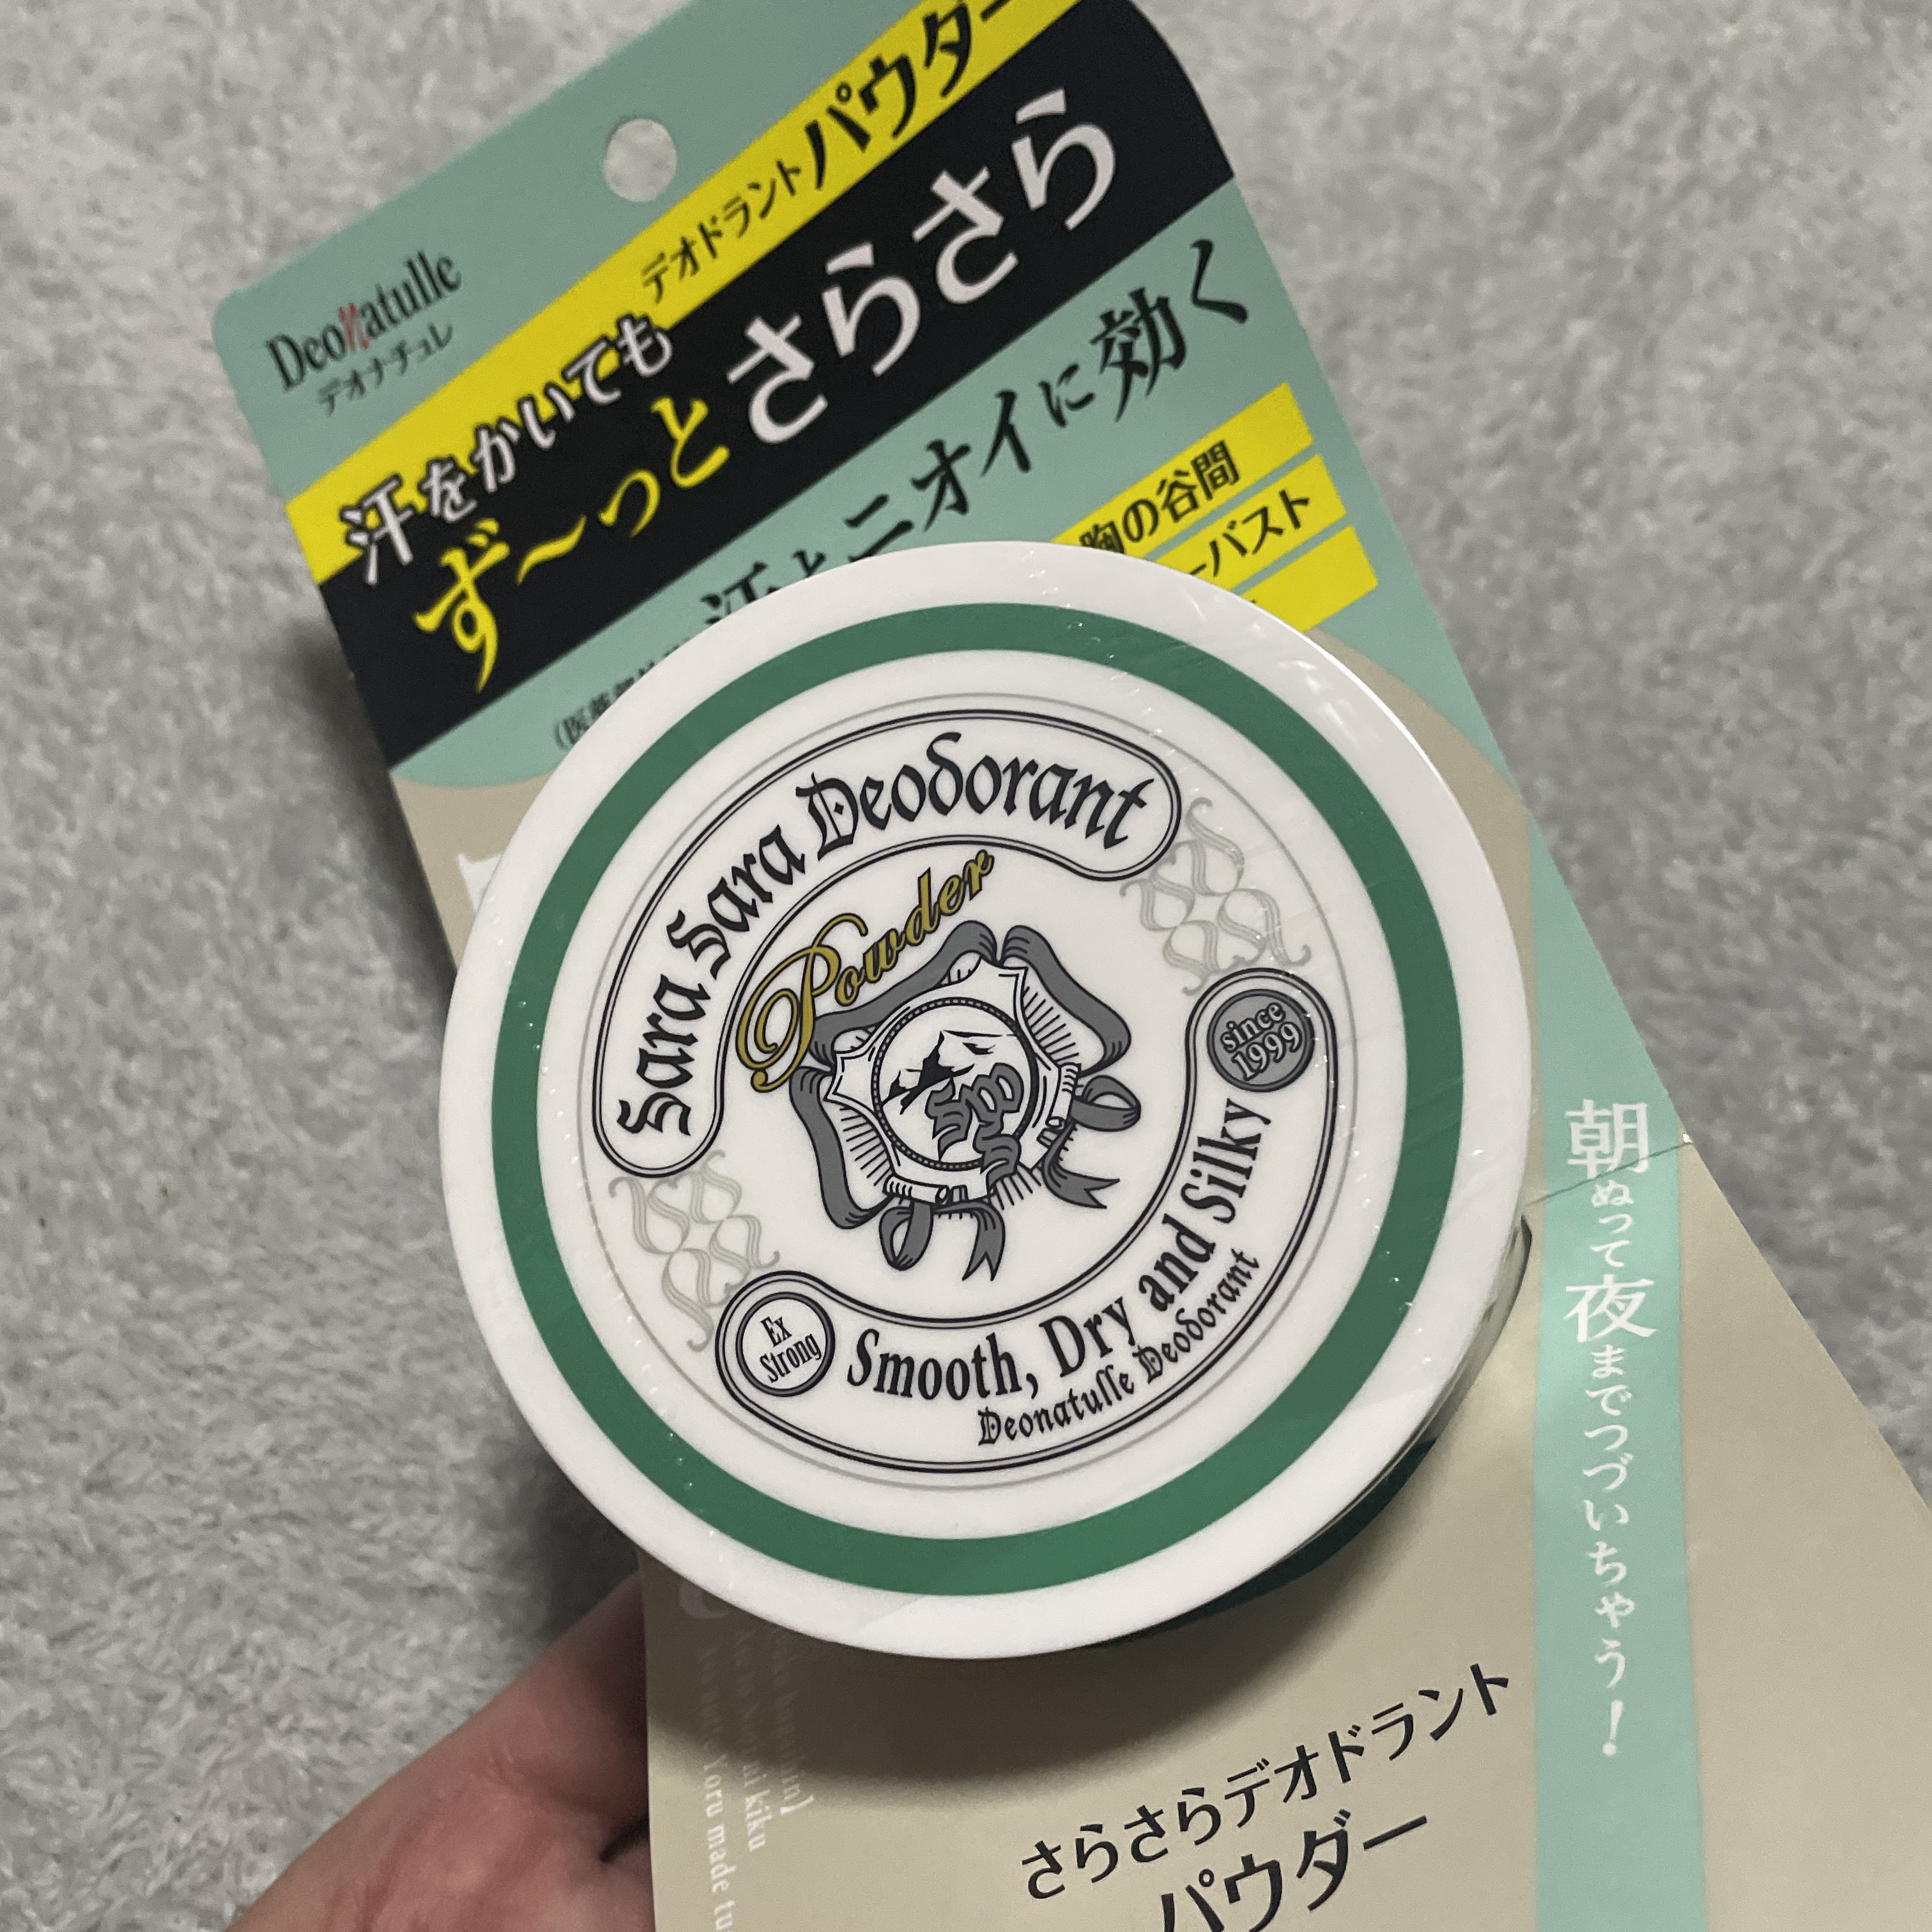 DeoNatulle
デオナチュレ
デオドラントパウダー
汗をかいても
ず〜っとさらさら
汗とニオイに効く
胸の谷間
バスト
Sara Sara Deodorant
Powder
since
1999
Ex
Strong
Smooth, Dry and Silky
Deonatulle Deodorant
朝ぬって夜までつづいちゃう！
さらさらデオドラント
パウダー